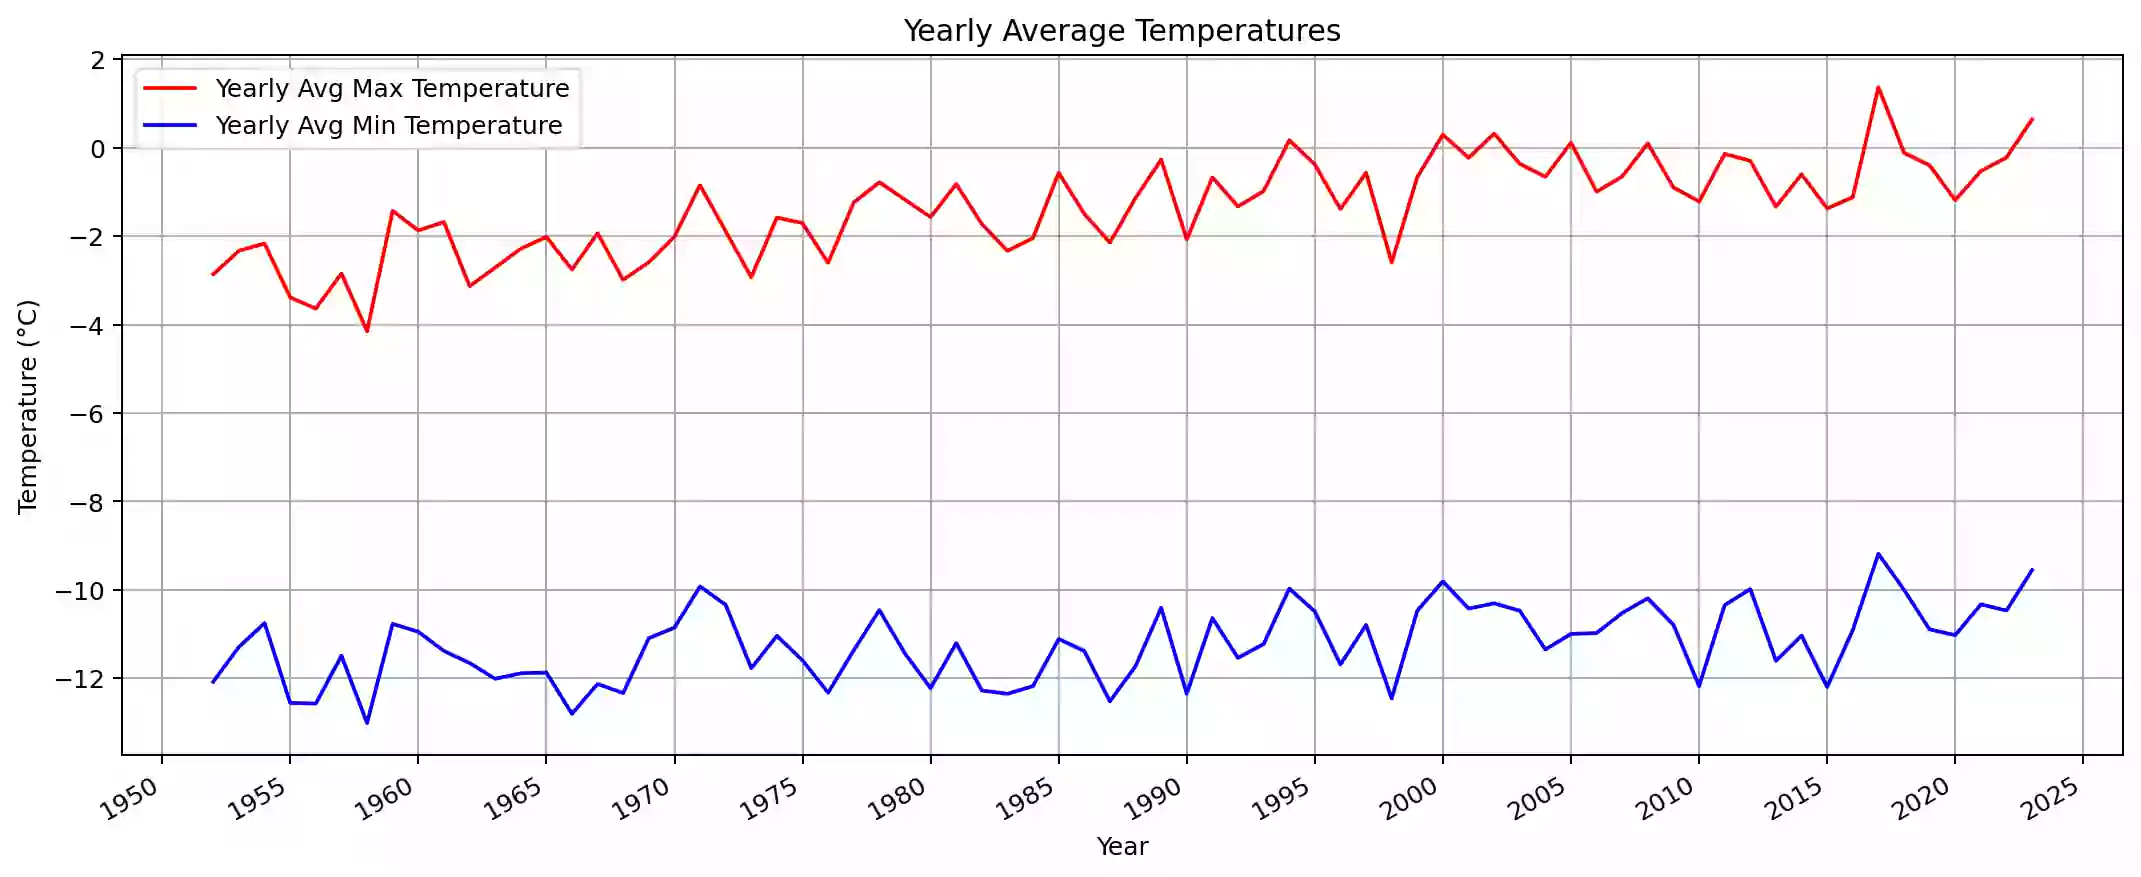 Yearly Average Temperatures
Yearly Avg Max Temperature
Yearly Avg Min Temperature
2
0
−2
−4
−6
−8
−10
−12
Temperature (°C)
1950 1955 1960 1965 1970 1975 1980 1985 1990 1995 2000 2005 2010 2015 2020 2025
Year